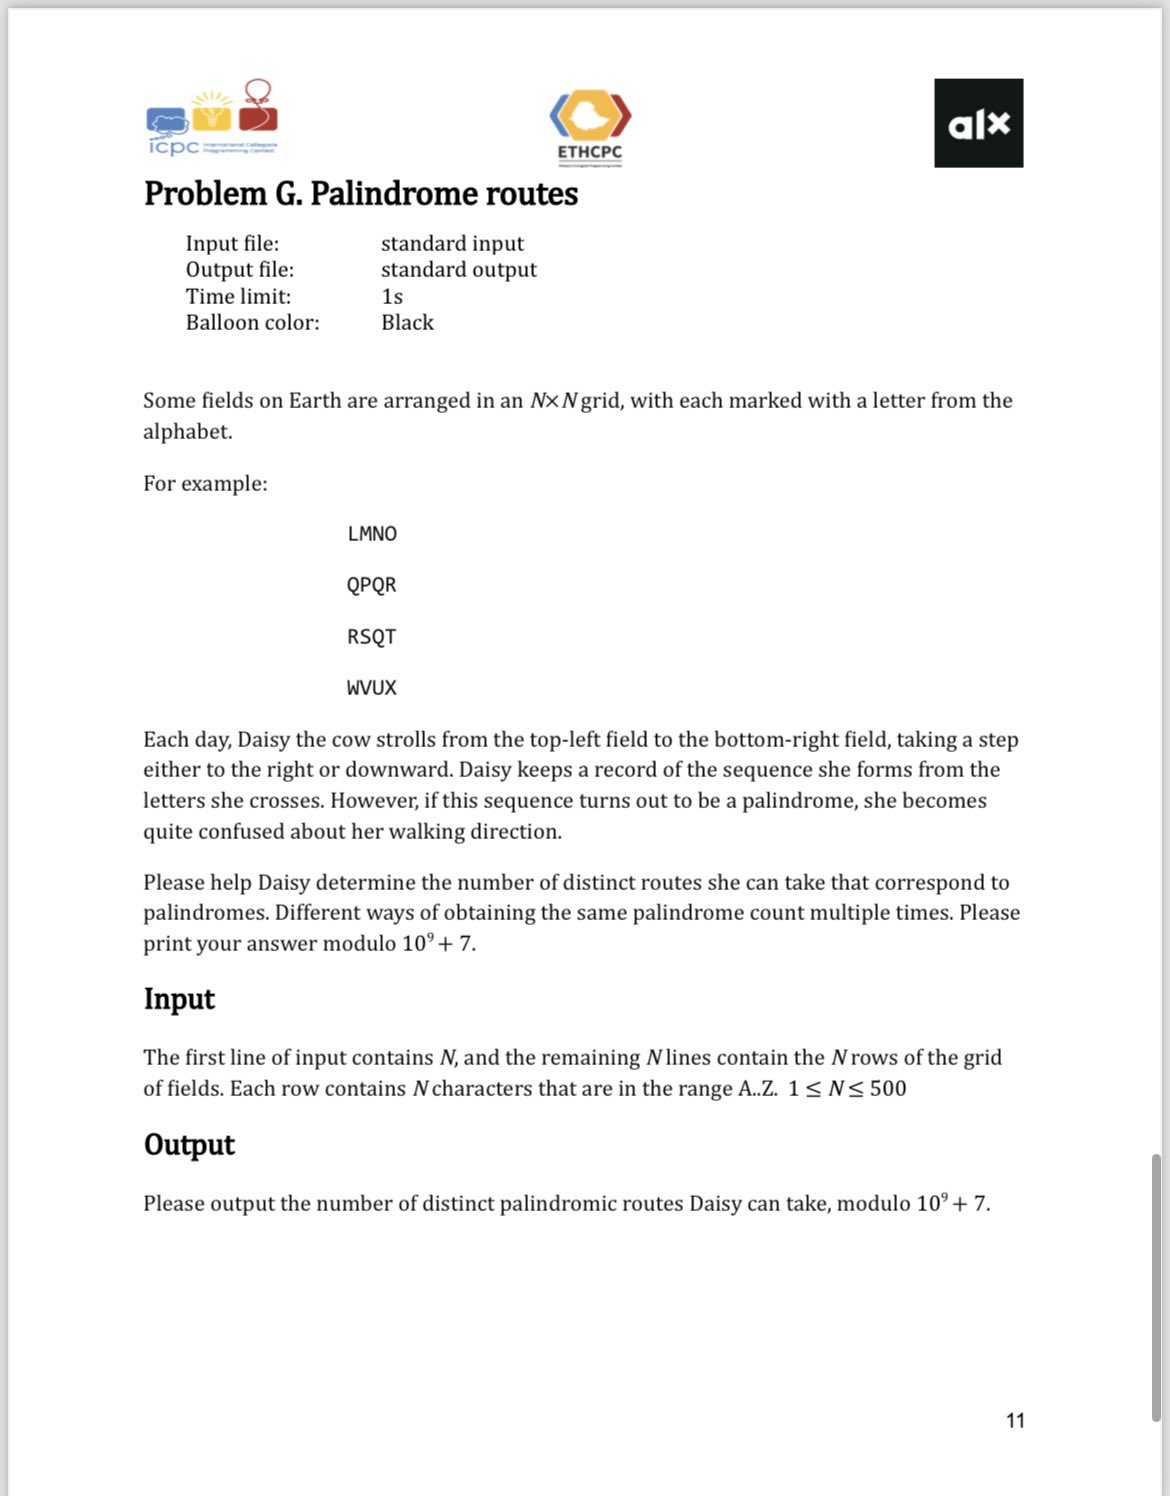 icpc International Collegiate
Programming Contest
ETHCPC
alx
Problem G. Palindrome routes
Input file: standard input
Output file: standard output
Time limit: 1s
Balloon color: Black
Some fields on Earth are arranged in an N×N grid, with each marked with a letter from the
alphabet.
For example:
LMNO
QPQR
RSQT
WVUX
Each day, Daisy the cow strolls from the top-left field to the bottom-right field, taking a step
either to the right or downward. Daisy keeps a record of the sequence she forms from the
letters she crosses. However, if this sequence turns out to be a palindrome, she becomes
quite confused about her walking direction.
Please help Daisy determine the number of distinct routes she can take that correspond to
palindromes. Different ways of obtaining the same palindrome count multiple times. Please
print your answer modulo 10⁹ + 7.
Input
The first line of input contains N, and the remaining N lines contain the N rows of the grid
of fields. Each row contains N characters that are in the range A..Z. 1 ≤ N ≤ 500
Output
Please output the number of distinct palindromic routes Daisy can take, modulo 10⁹ + 7.
11